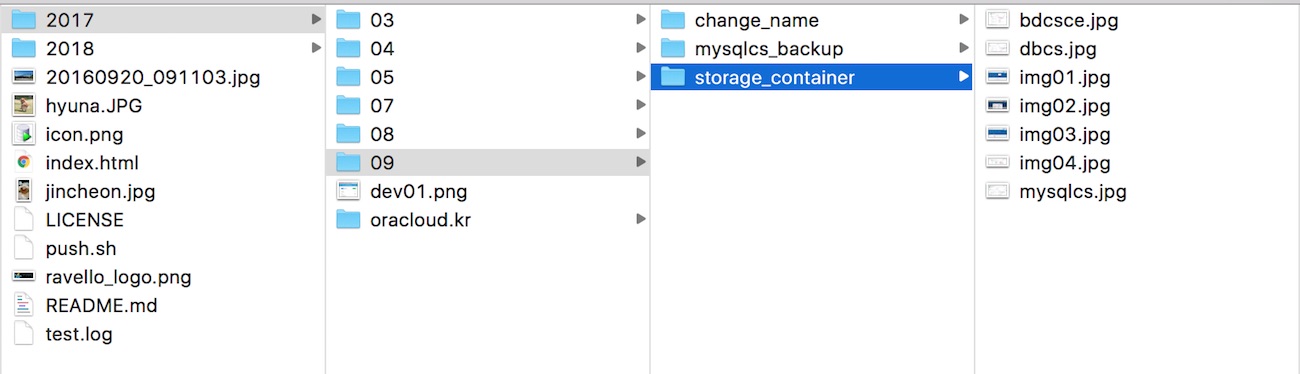 2017
2018
20160920_091103.jpg
hyuna.JPG
icon.png
index.html
jincheon.jpg
LICENSE
push.sh
ravello_logo.png
README.md
test.log
03
04
05
07
08
09
dev01.png
oracloud.kr
change_name
mysqlcs_backup
storage_container
bdcsce.jpg
dbcs.jpg
img01.jpg
img02.jpg
img03.jpg
img04.jpg
mysqlcs.jpg